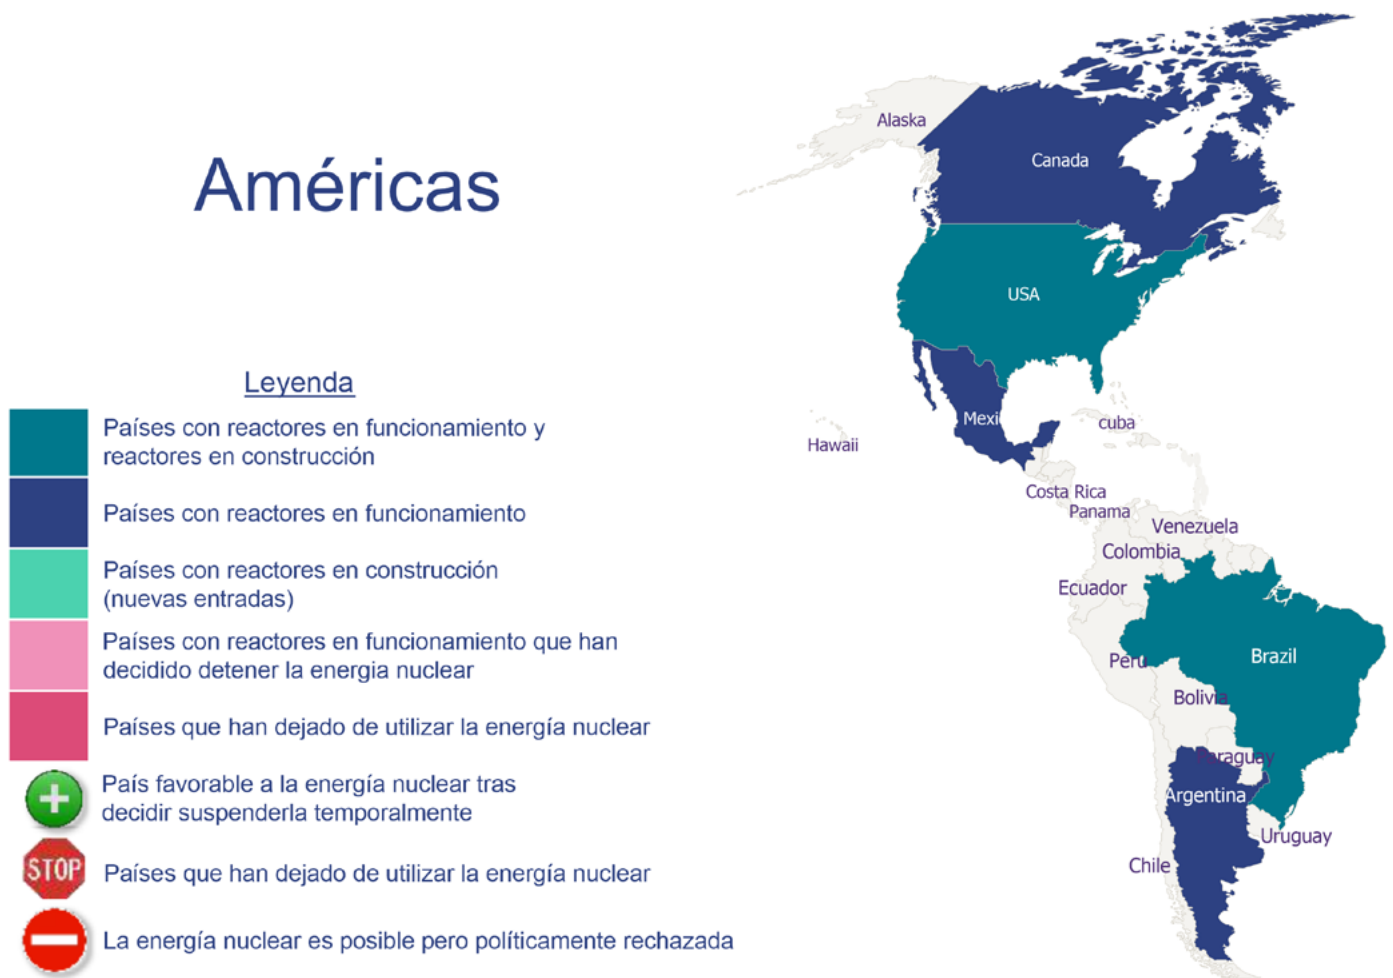 Américas
Leyenda
Países con reactores en funcionamiento y
reactores en construcción
Países con reactores en funcionamiento
Países con reactores en construcción
(nuevas entradas)
Países con reactores en funcionamiento que han
decidido detener la energia nuclear
Países que han dejado de utilizar la energía nuclear
País favorable a la energía nuclear tras
decidir suspenderla temporalmente
STOP
Países que han dejado de utilizar la energía nuclear
La energía nuclear es posible pero políticamente rechazada
Alaska
Canada
USA
Mexi
cuba
Hawaii
Costa Rica
Panama
Venezuela
Colombia
Ecuador
Peru
Brazil
Bolivia
Paraguay
Argentina
Uruguay
Chile